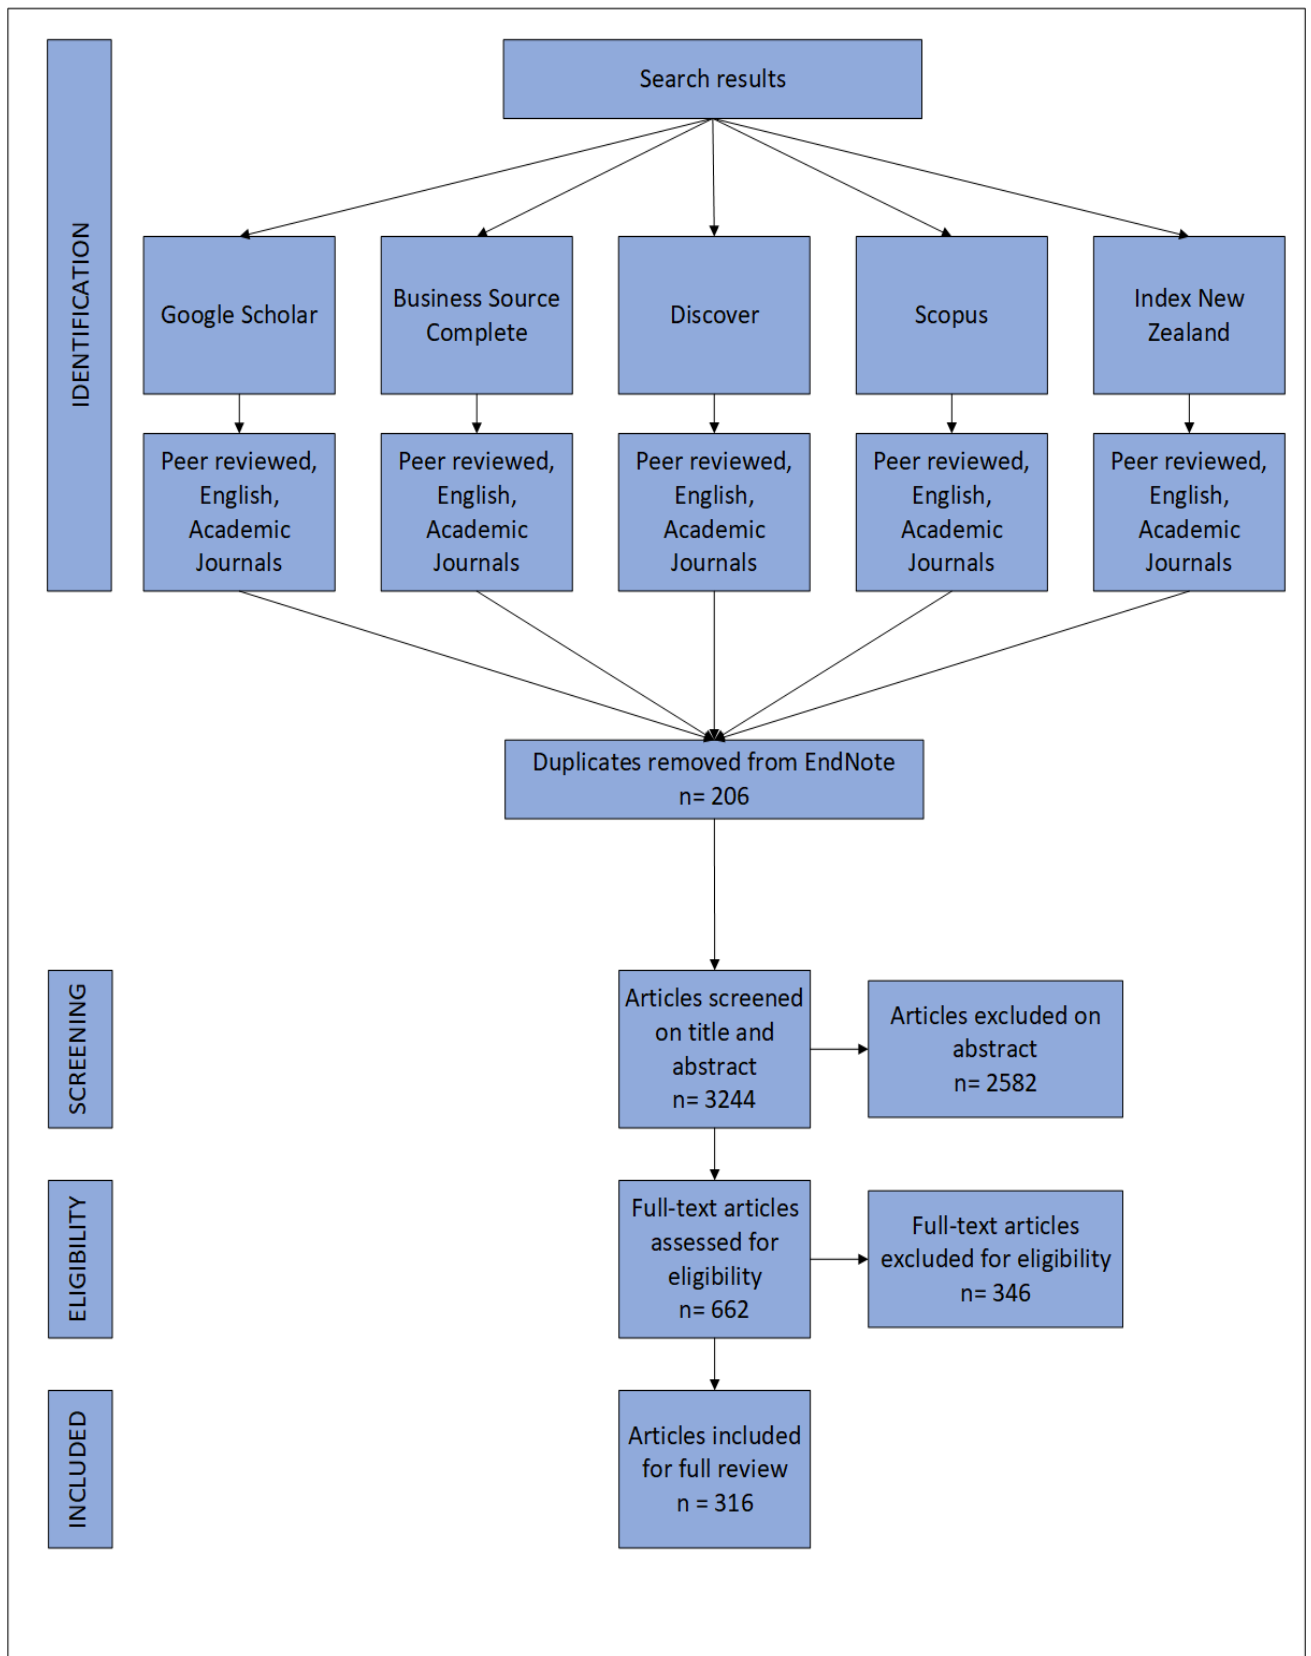 IDENTIFICATION
Search results
Google Scholar
Business Source
Complete
Discover
Scopus
Index New
Zealand
Peer reviewed,
English,
Academic
Journals
Peer reviewed,
English,
Academic
Journals
Peer reviewed,
English,
Academic
Journals
Peer reviewed,
English,
Academic
Journals
Peer reviewed,
English,
Academic
Journals
Duplicates removed from EndNote
n= 206
SCREENING
Articles screened
on title and
abstract
n= 3244
Articles excluded on
abstract
n= 2582
ELIGIBILITY
Full-text articles
assessed for
eligibility
n= 662
Full-text articles
excluded for eligibility
n= 346
INCLUDED
Articles included
for full review
n = 316